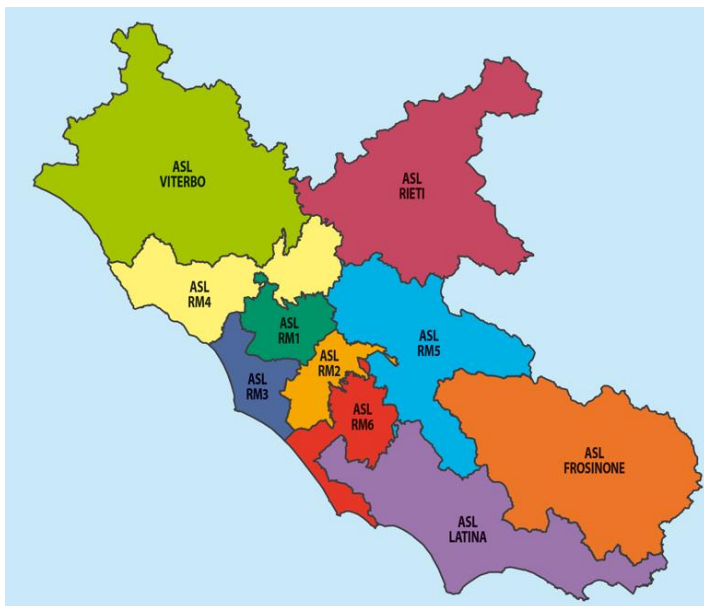 ASL
VITERBO
ASL
RIETI
ASL
RM4
ASL
RM1
ASL
RM5
ASL
RM2
ASL
RM3
ASL
RM6
ASL
FROSINONE
ASL
LATINA